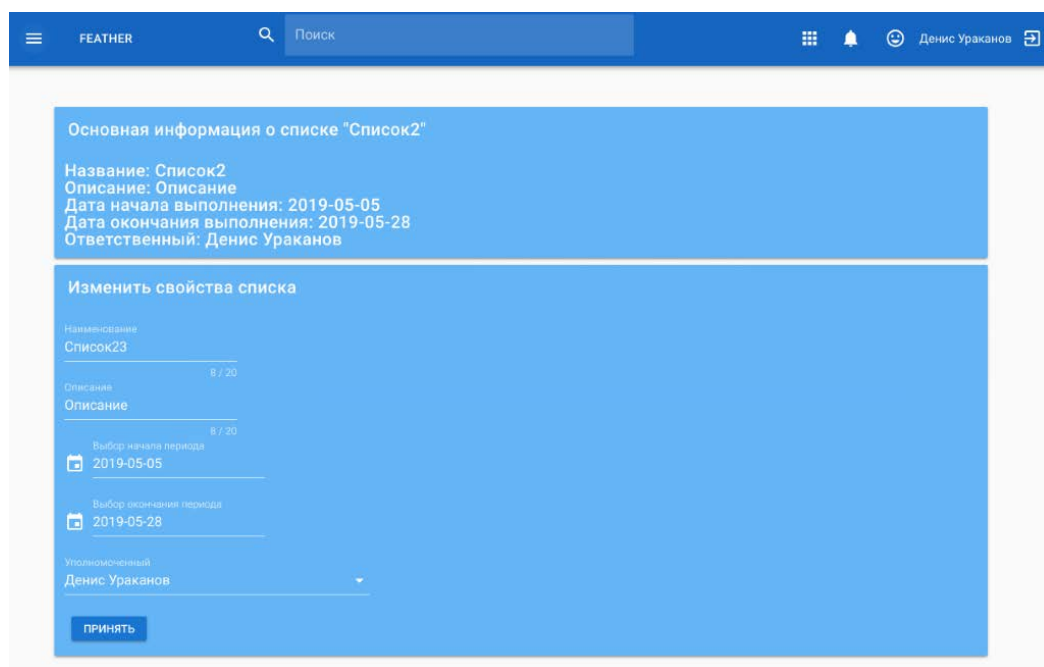 FEATHER
Поиск
Денис Ураканов
Основная информация о списке "Список2"
Название: Список2
Описание: Описание
Дата начала выполнения: 2019-05-05
Дата окончания выполнения: 2019-05-28
Ответственный: Денис Ураканов
Изменить свойства списка
Наименование
Список23
8 / 20
Описание
Описание
8 / 20
Выбор начала периода
2019-05-05
Выбор окончания периода
2019-05-28
Уполномоченный
Денис Ураканов
ПРИНЯТЬ